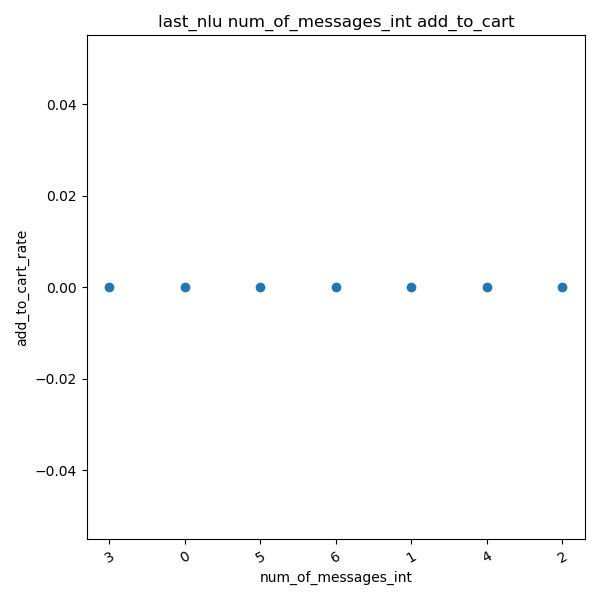 last_nlu num_of_messages_int add_to_cart
0.04
0.02
0.00
−0.02
−0.04
add_to_cart_rate
3 0 5 6 1 4 2
num_of_messages_int